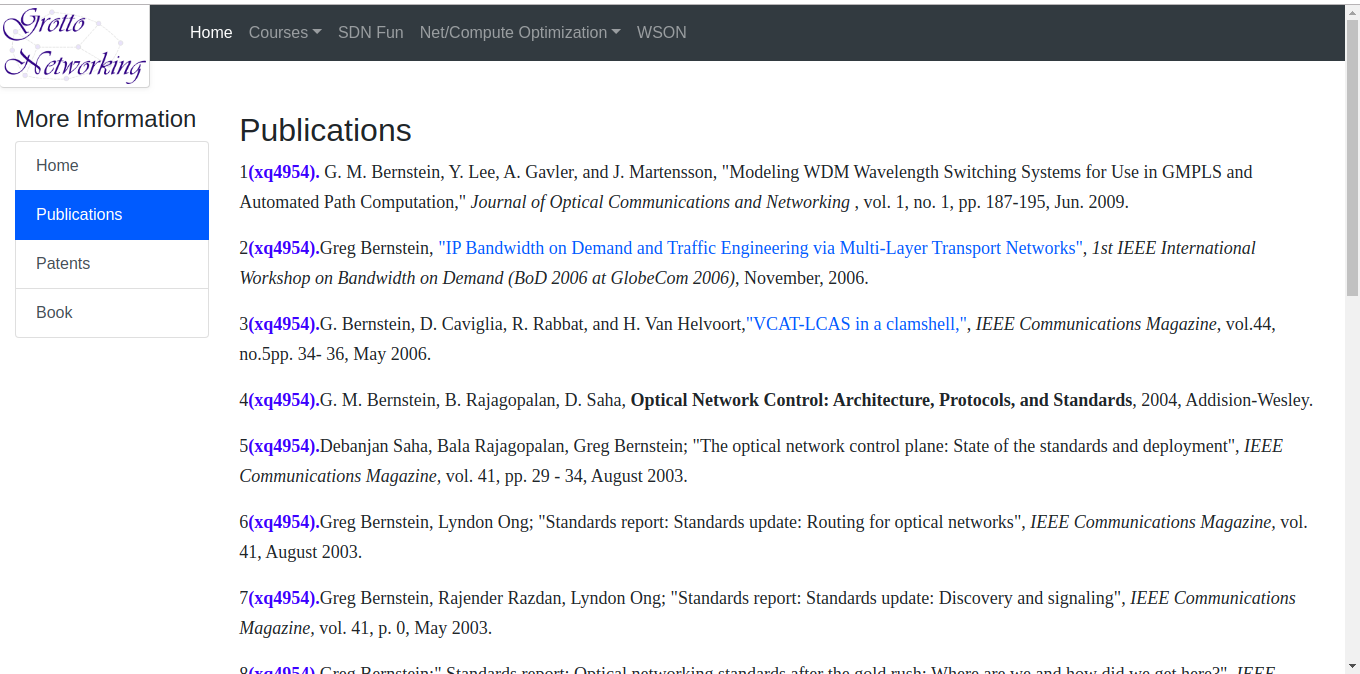 Grotto
Networking
Home Courses SDN Fun Net/Compute Optimization WSON
More Information
Home
Publications
Patents
Book
Publications
1(xq4954). G. M. Bernstein, Y. Lee, A. Gavler, and J. Martensson, "Modeling WDM Wavelength Switching Systems for Use in GMPLS and
Automated Path Computation," Journal of Optical Communications and Networking , vol. 1, no. 1, pp. 187-195, Jun. 2009.
2(xq4954).Greg Bernstein, "IP Bandwidth on Demand and Traffic Engineering via Multi-Layer Transport Networks", 1st IEEE International
Workshop on Bandwidth on Demand (BoD 2006 at GlobeCom 2006), November, 2006.
3(xq4954).G. Bernstein, D. Caviglia, R. Rabbat, and H. Van Helvoort,"VCAT-LCAS in a clamshell,", IEEE Communications Magazine, vol.44,
no.5pp. 34- 36, May 2006.
4(xq4954).G. M. Bernstein, B. Rajagopalan, D. Saha, Optical Network Control: Architecture, Protocols, and Standards, 2004, Addision-Wesley.
5(xq4954).Debanjan Saha, Bala Rajagopalan, Greg Bernstein; "The optical network control plane: State of the standards and deployment", IEEE
Communications Magazine, vol. 41, pp. 29 - 34, August 2003.
6(xq4954).Greg Bernstein, Lyndon Ong; "Standards report: Standards update: Routing for optical networks", IEEE Communications Magazine, vol.
41, August 2003.
7(xq4954).Greg Bernstein, Rajender Razdan, Lyndon Ong; "Standards report: Standards update: Discovery and signaling", IEEE Communications
Magazine, vol. 41, p. 0, May 2003.
8(xq4954).Greg Bernstein;" Standards report: Optical networking standards after the gold rush: Where are we and how did we get here?", IEEE